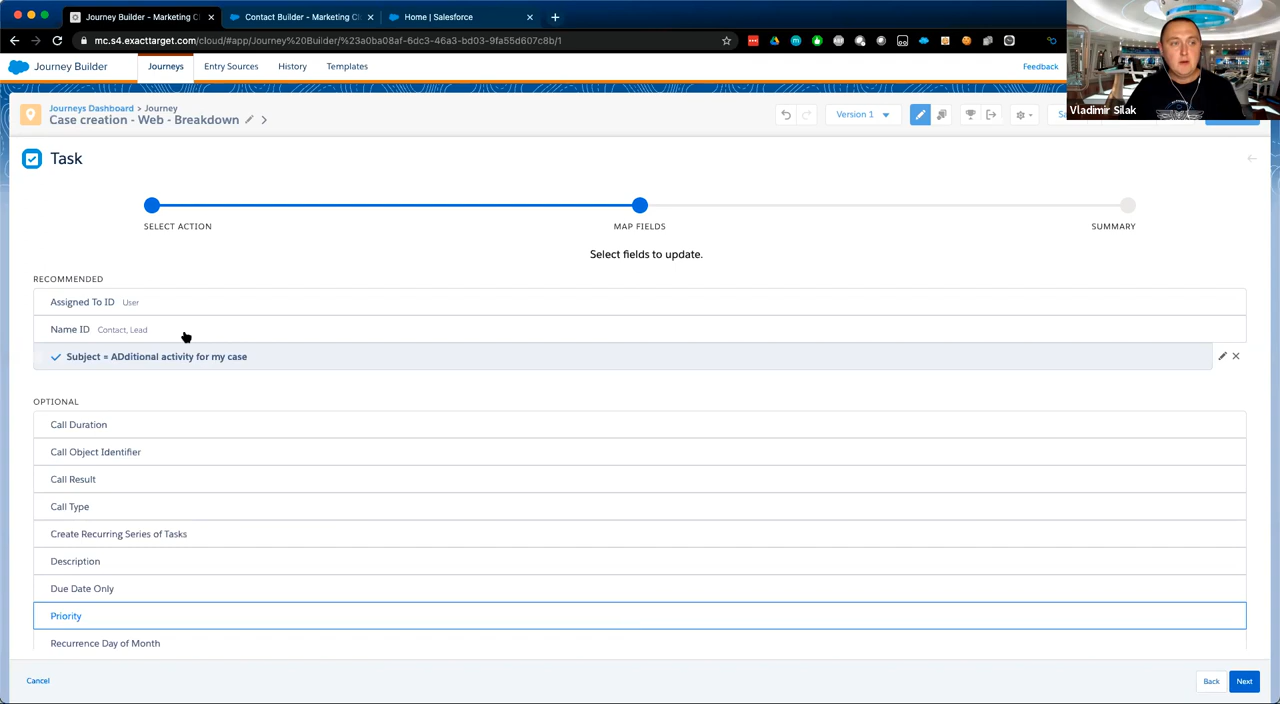 Journey Builder - Marketing Cl
Contact Builder - Marketing Cl
Home | Salesforce
mc.s4.exacttarget.com/cloud/#app/Journey%20Builder/%23a0ba08af-6dc3-46a3-bd03-9fa55d607c8b/1
Journey Builder
Journeys
Entry Sources
History
Templates
Feedback
Vladimir Silak
Journeys Dashboard > Journey
Case creation - Web - Breakdown
Version 1
Task
SELECT ACTION
MAP FIELDS
SUMMARY
Select fields to update.
RECOMMENDED
Assigned To ID User
Name ID Contact, Lead
Subject = ADditional activity for my case
OPTIONAL
Call Duration
Call Object Identifier
Call Result
Call Type
Create Recurring Series of Tasks
Description
Due Date Only
Priority
Recurrence Day of Month
Cancel
Back
Next